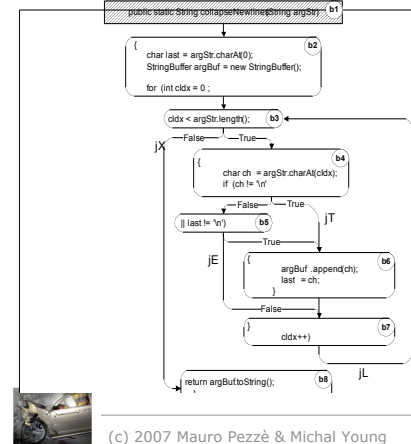 public static String collapseNewlines(String argStr)
b1
{
b2
char last = argStr.charAt(0);
StringBuffer argBuf = new StringBuffer();
for (int cIdx = 0 ;
cIdx < argStr.length();
b3
False
True
jX
{
b4
char ch = argStr.charAt(cIdx);
if (ch != '\n'
False
True
|| last != '\n')
b5
jT
True
{
b6
argBuf .append(ch);
last = ch;
}
jE
False
}
b7
cIdx++)
jL
return argBuf.toString();
b8
(c) 2007 Mauro Pezzè & Michal Young